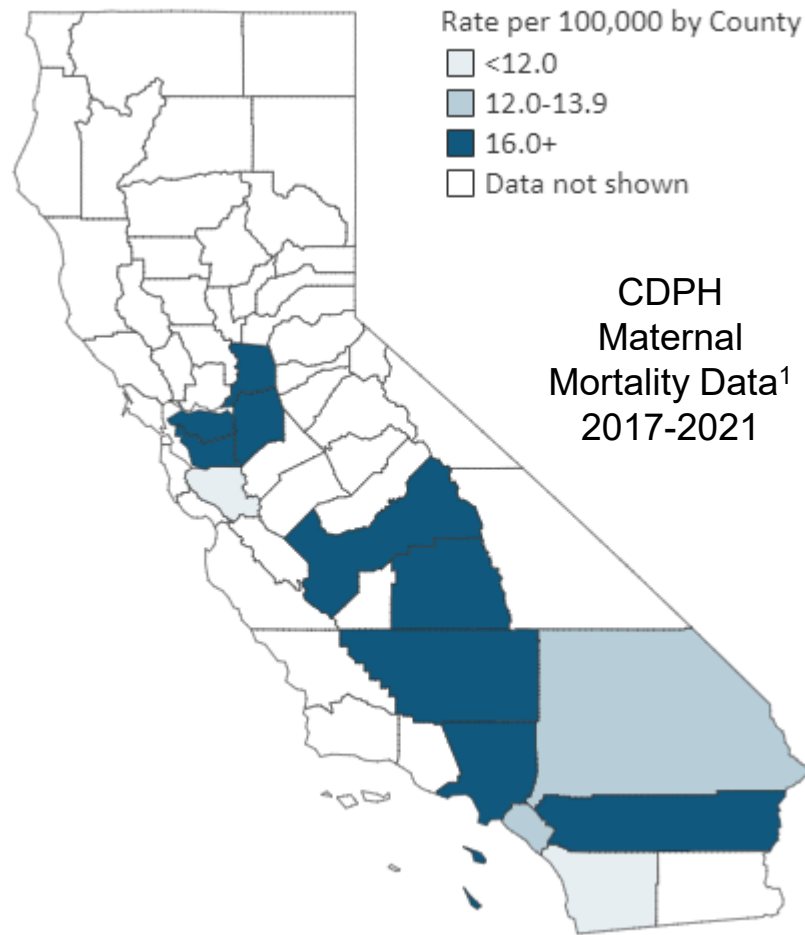 Rate per 100,000 by County
<12.0
12.0-13.9
16.0+
Data not shown
CDPH
Maternal
Mortality Data¹
2017-2021